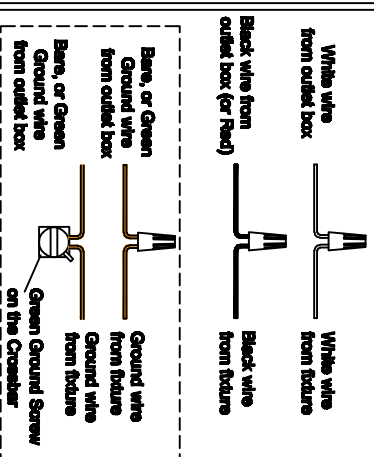 White wire
from outlet box
White wire
from fixture
Black wire from
outlet box (or Red)
Black wire
from fixture
Bare, or Green
Ground wire
from outlet box
Ground wire
from fixture
Bare, or Green
Ground wire
from outlet box
Ground wire
from fixture
Green Ground Screw
on the Crossbar